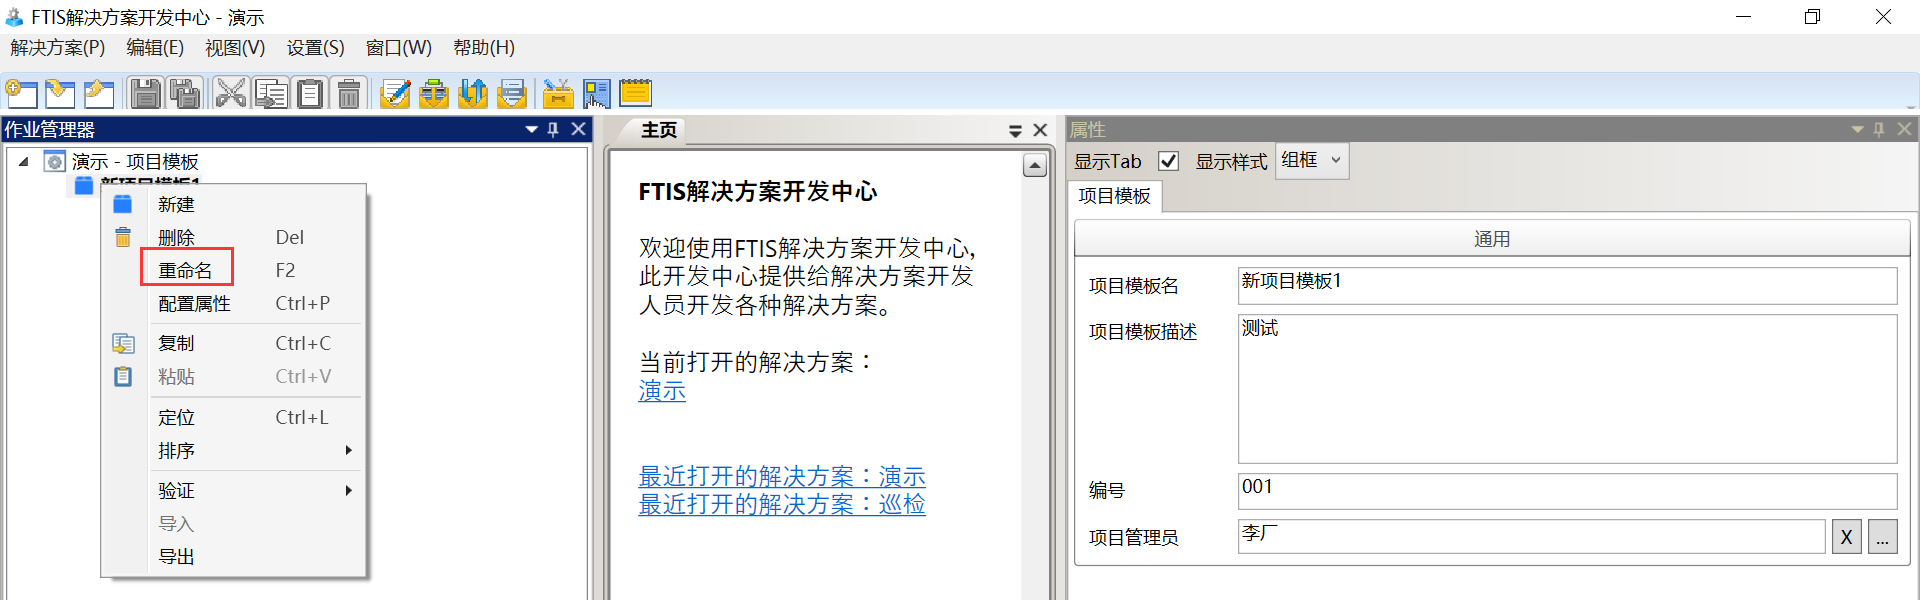 FTIS解决方案开发中心 - 演示
解决方案(P) 编辑(E) 视图(V) 设置(S) 窗口(W) 帮助(H)
作业管理器
演示 - 项目模板
新项目模板1
新建
删除 Del
重命名 F2
配置属性 Ctrl+P
复制 Ctrl+C
粘贴 Ctrl+V
定位 Ctrl+L
排序
验证
导入
导出
主页
FTIS解决方案开发中心
欢迎使用FTIS解决方案开发中心,
此开发中心提供给解决方案开发
人员开发各种解决方案。
当前打开的解决方案：
演示
最近打开的解决方案：演示
最近打开的解决方案：巡检
属性
显示Tab 显示样式 组框
项目模板
通用
项目模板名 新项目模板1
项目模板描述 测试
编号 001
项目管理员 李厂 X ...